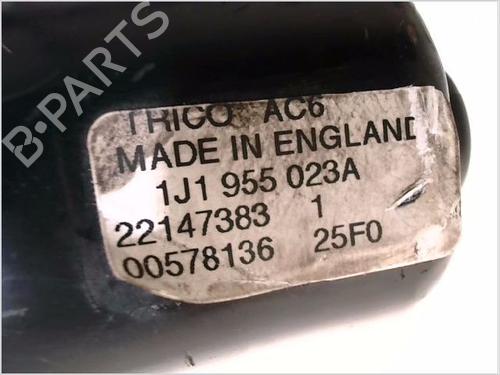 B-PARTS
TRICO AC6
MADE IN ENGLAND
1J1 955 023A
22147383 1
00578136 25F0